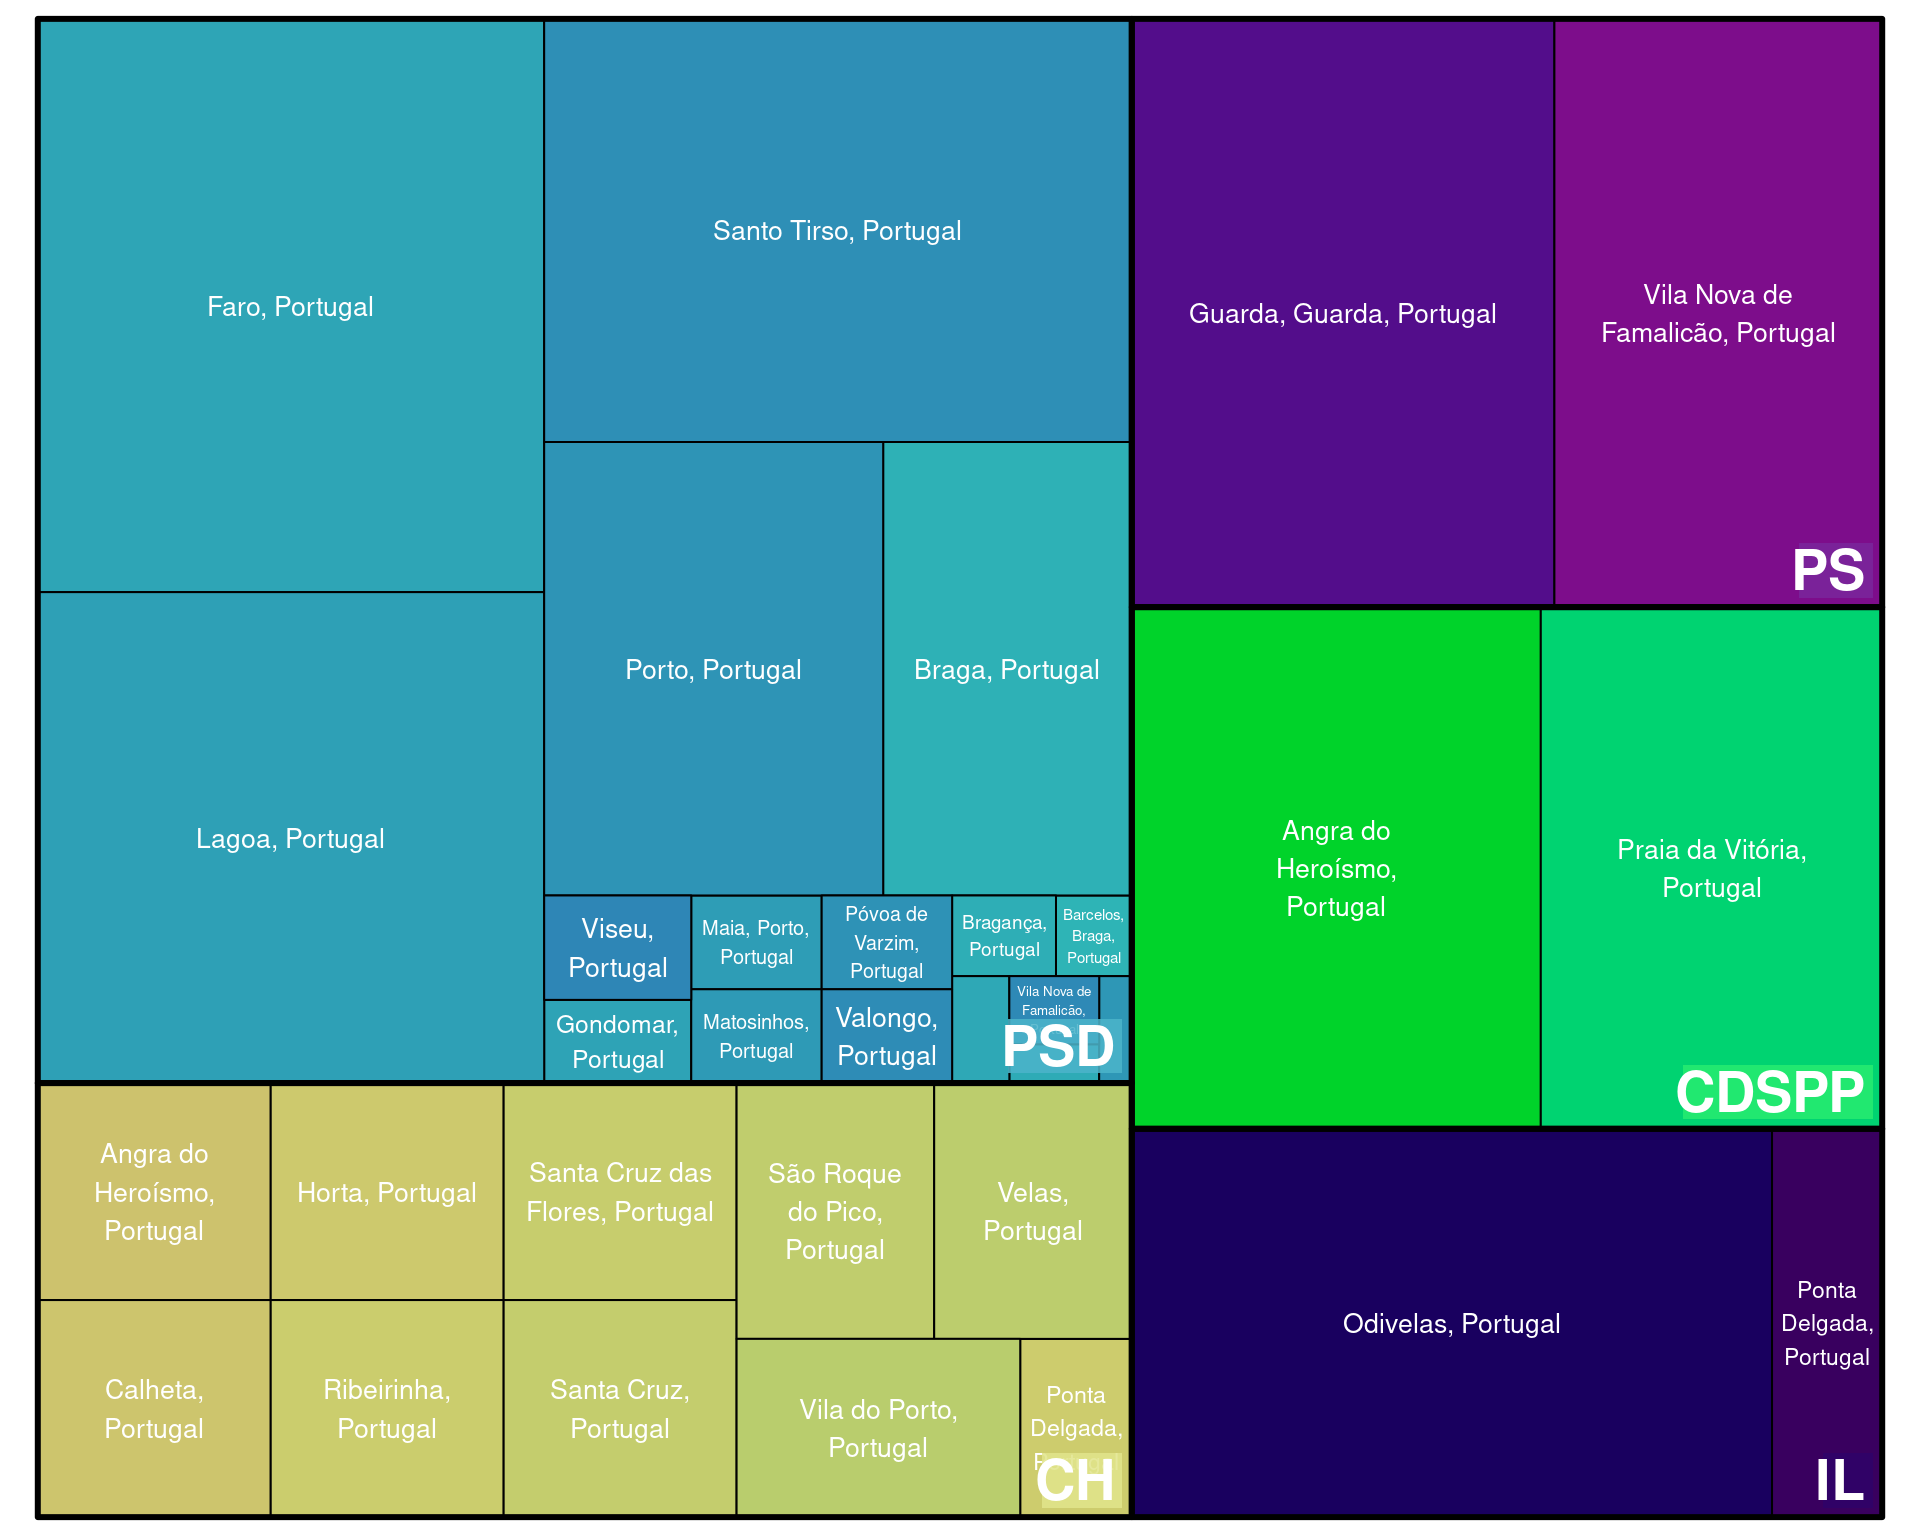 Faro, Portugal
Santo Tirso, Portugal
Guarda, Guarda, Portugal
Vila Nova de
Famalicão, Portugal
PS
Lagoa, Portugal
Porto, Portugal
Braga, Portugal
Viseu,
Portugal
Maia, Porto,
Portugal
Póvoa de
Varzim,
Portugal
Bragança,
Portugal
Barcelos,
Braga,
Portugal
Gondomar,
Portugal
Matosinhos,
Portugal
Valongo,
Portugal
Vila Nova de
Famalicão,
PSD
Angra do
Heroísmo,
Portugal
Praia da Vitória,
Portugal
CDSPP
Angra do
Heroísmo,
Portugal
Horta, Portugal
Santa Cruz das
Flores, Portugal
São Roque
do Pico,
Portugal
Velas,
Portugal
Calheta,
Portugal
Ribeirinha,
Portugal
Santa Cruz,
Portugal
Vila do Porto,
Portugal
Ponta
Delgada,
CH
Odivelas, Portugal
Ponta
Delgada,
Portugal
IL